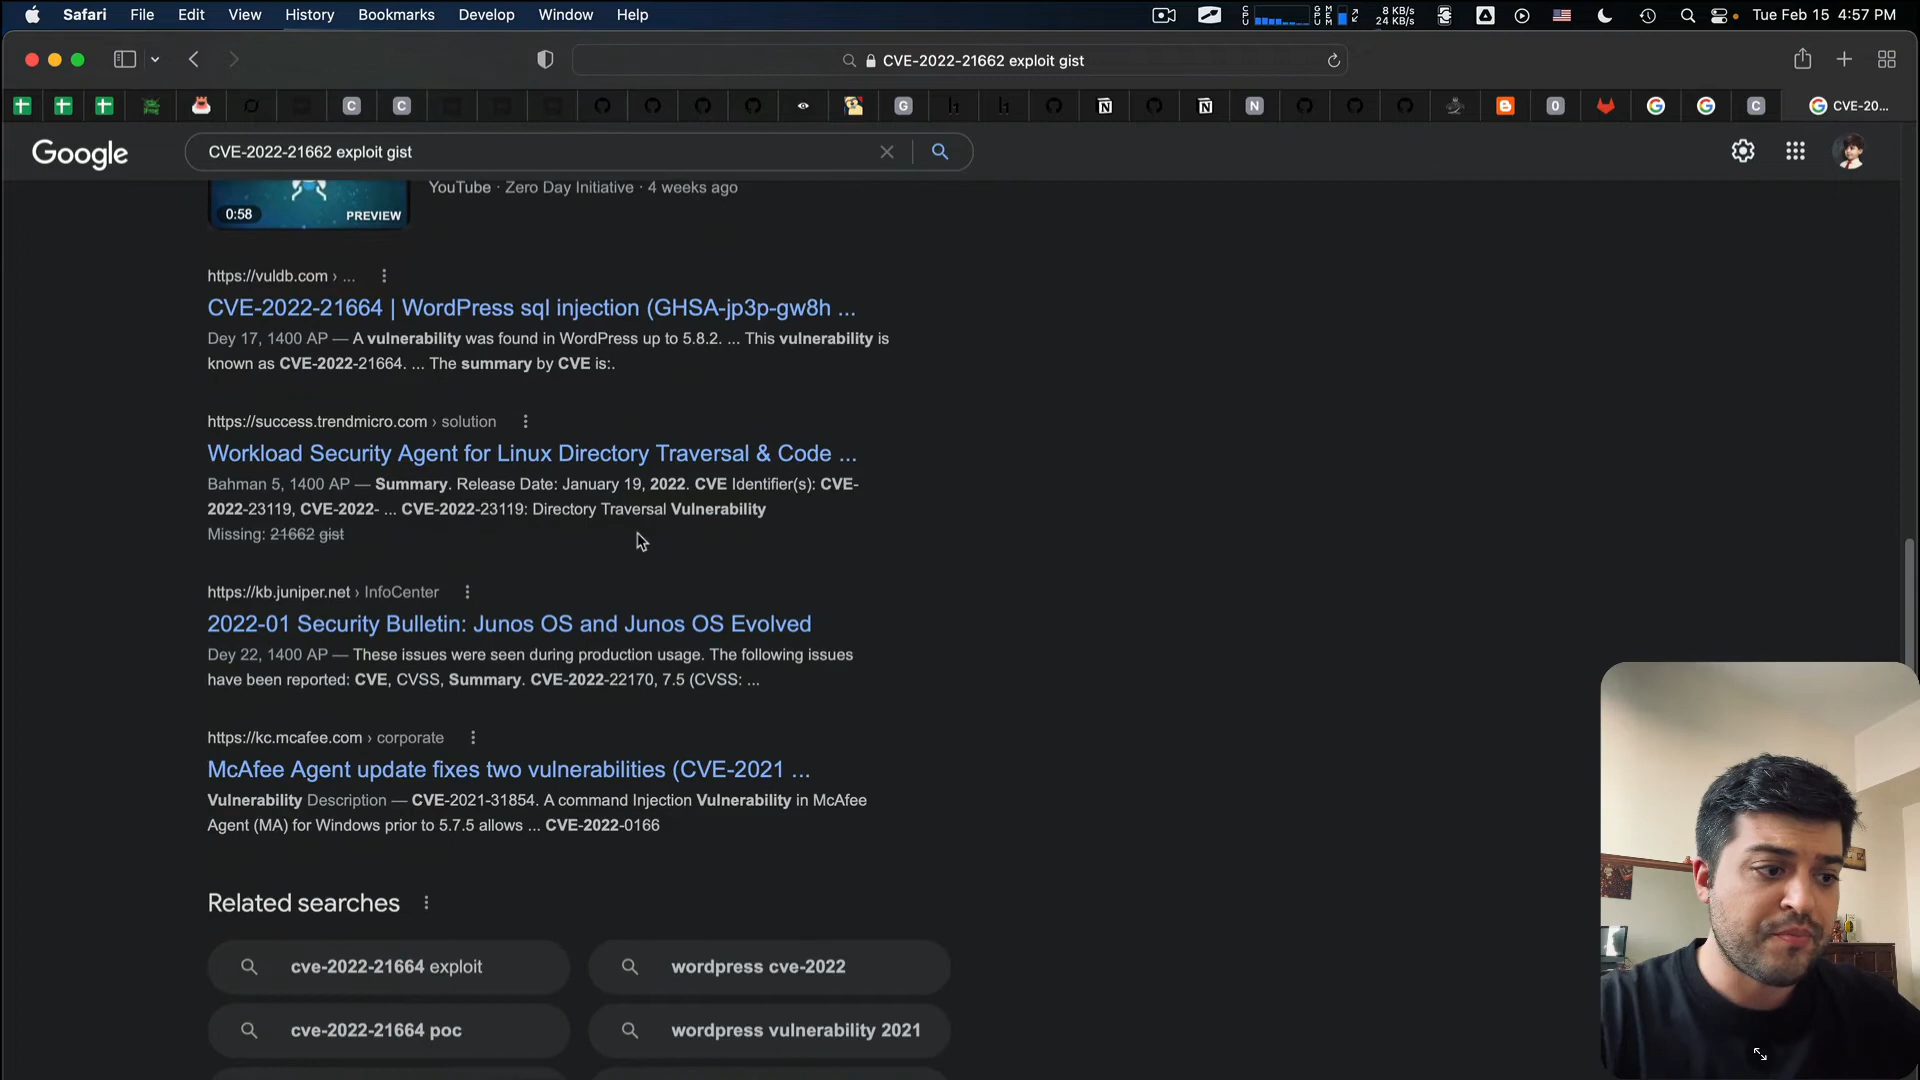 Safari File Edit View History Bookmarks Develop Window Help
8 KB/s
24 KB/s
Tue Feb 15 4:57 PM
CVE-2022-21662 exploit gist
CVE-20...
Google
CVE-2022-21662 exploit gist
0:58
PREVIEW
YouTube · Zero Day Initiative · 4 weeks ago
https://vuldb.com › ...
CVE-2022-21664 | WordPress sql injection (GHSA-jp3p-gw8h ...
Dey 17, 1400 AP — A vulnerability was found in WordPress up to 5.8.2. ... This vulnerability is
known as CVE-2022-21664. ... The summary by CVE is:.
https://success.trendmicro.com › solution
Workload Security Agent for Linux Directory Traversal & Code ...
Bahman 5, 1400 AP — Summary. Release Date: January 19, 2022. CVE Identifier(s): CVE-
2022-23119, CVE-2022- ... CVE-2022-23119: Directory Traversal Vulnerability
Missing: 21662 gist
https://kb.juniper.net › InfoCenter
2022-01 Security Bulletin: Junos OS and Junos OS Evolved
Dey 22, 1400 AP — These issues were seen during production usage. The following issues
have been reported: CVE, CVSS, Summary. CVE-2022-22170, 7.5 (CVSS: ...
https://kc.mcafee.com › corporate
McAfee Agent update fixes two vulnerabilities (CVE-2021 ...
Vulnerability Description — CVE-2021-31854. A command Injection Vulnerability in McAfee
Agent (MA) for Windows prior to 5.7.5 allows ... CVE-2022-0166
Related searches
cve-2022-21664 exploit
wordpress cve-2022
cve-2022-21664 poc
wordpress vulnerability 2021